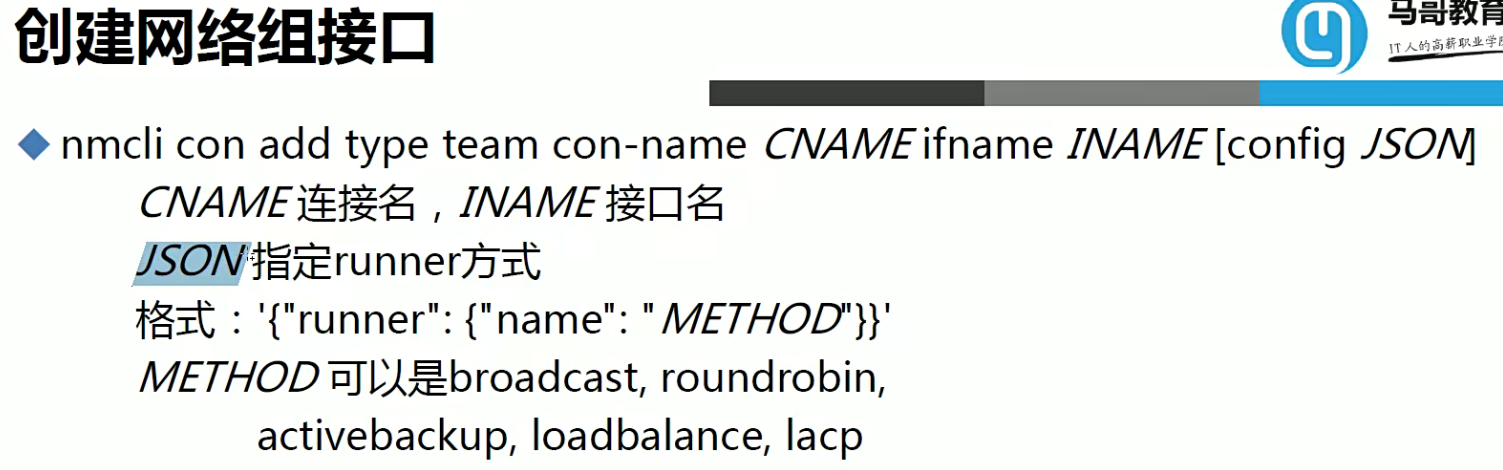 创建网络组接口
马哥教育
IT人的高薪职业学院
nmcli con add type team con-name CNAME ifname INAME [config JSON]
CNAME 连接名，INAME 接口名
JSON 指定runner方式
格式：'{"runner": {"name": "METHOD"}}'
METHOD 可以是broadcast, roundrobin,
activebackup, loadbalance, lacp